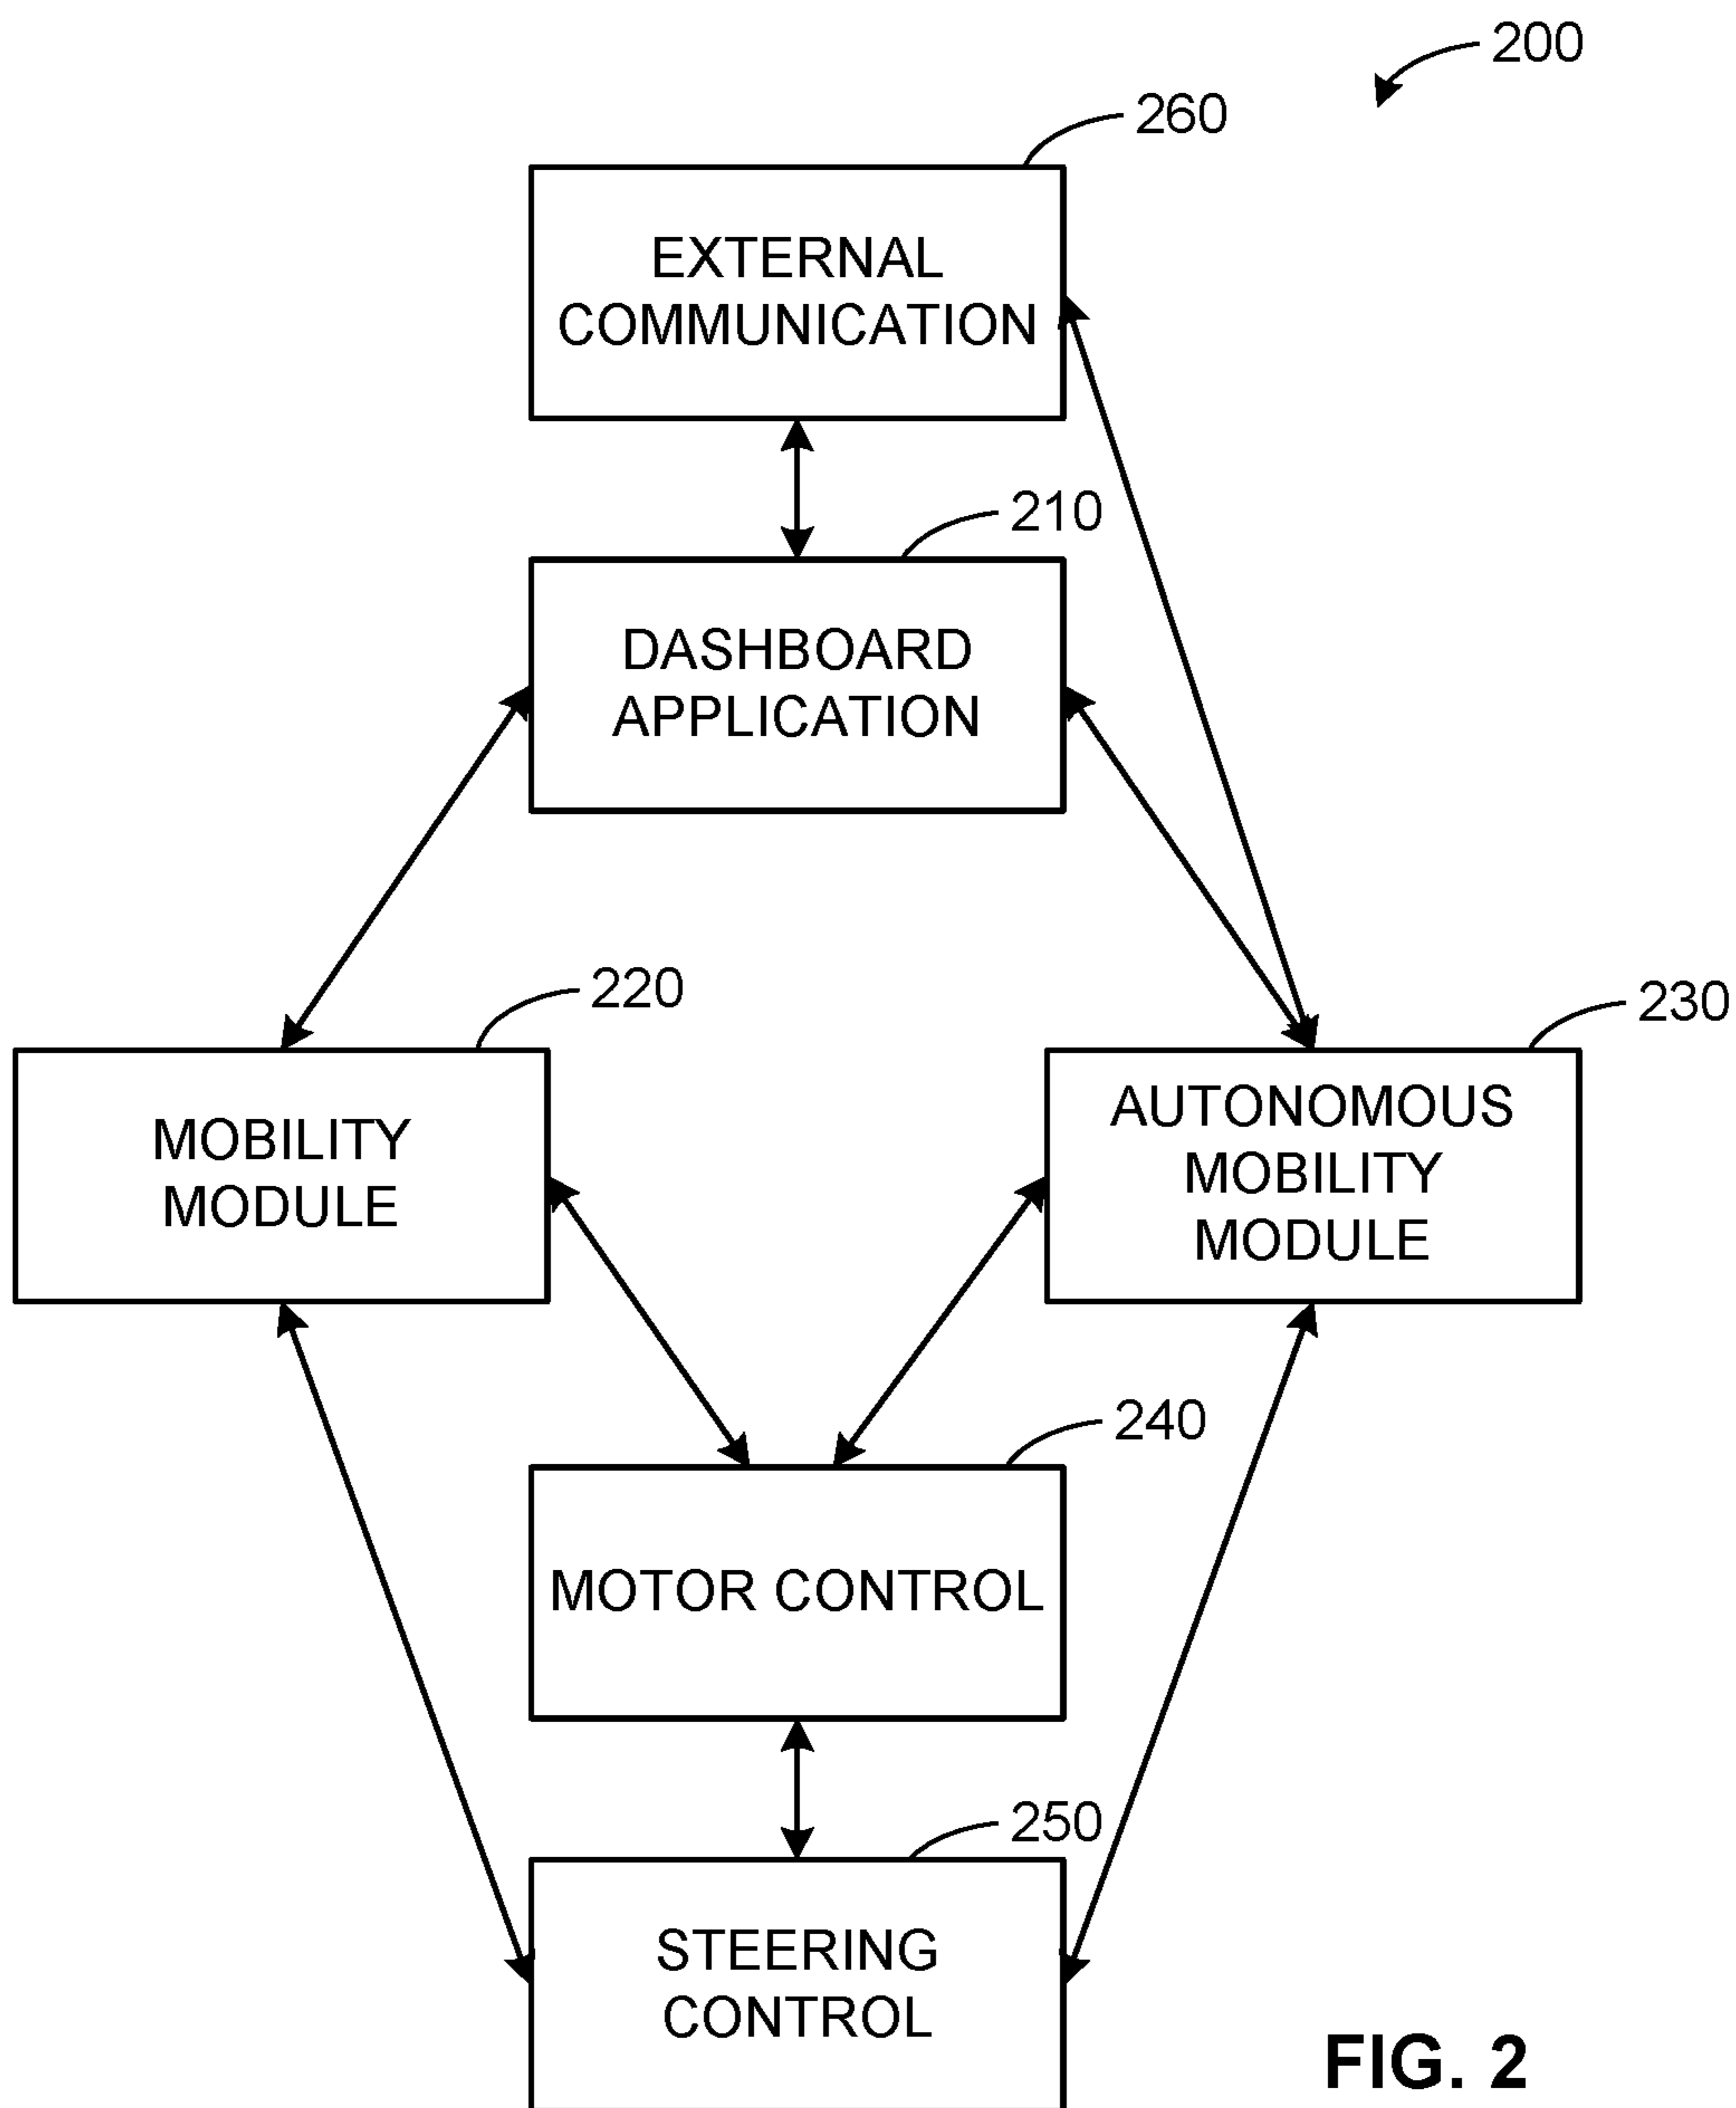 200
260
EXTERNAL
COMMUNICATION
210
DASHBOARD
APPLICATION
220
230
MOBILITY
MODULE
AUTONOMOUS
MOBILITY
MODULE
240
MOTOR CONTROL
250
STEERING
CONTROL
FIG. 2